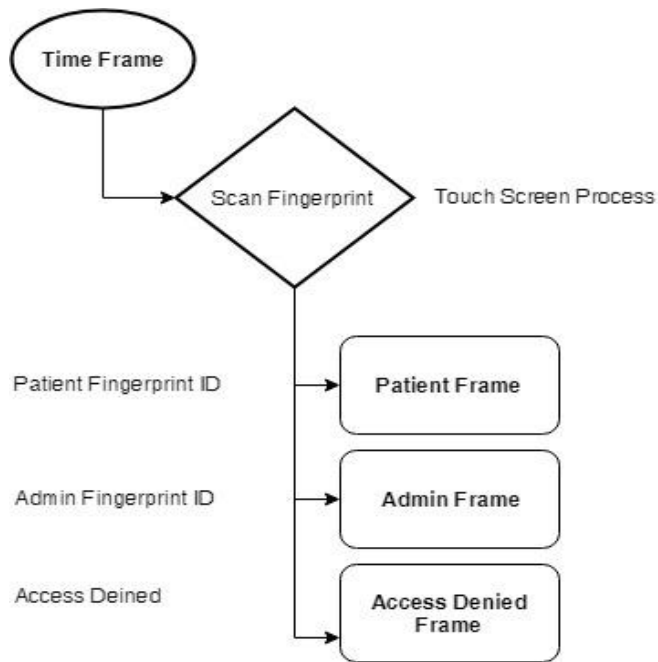 Time Frame
Scan Fingerprint
Touch Screen Process
Patient Fingerprint ID
Patient Frame
Admin Fingerprint ID
Admin Frame
Access Deined
Access Denied
Frame